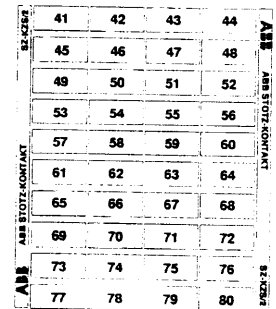 SZ-KZS/2
41 42 43 44
45 46 47 48
49 50 51 52
53 54 55 56
57 58 59 60
61 62 63 64
65 66 67 68
69 70 71 72
73 74 75 76
77 78 79 80
ABB STOTZ-KONTAKT
ABB
ABB
ABB STOTZ-KONTAKT
SZ-KZS/2